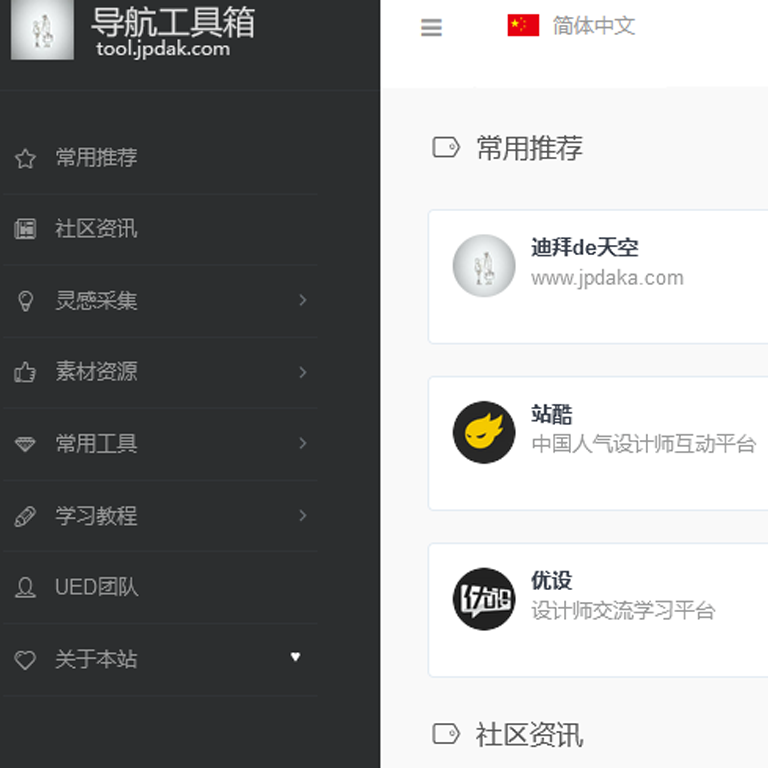 导航工具箱
tool.jpdak.com
常用推荐
社区资讯
灵感采集
素材资源
常用工具
学习教程
UED团队
关于本站
简体中文
常用推荐
迪拜de天空
www.jpdaka.com
站酷
中国人气设计师互动平台
优设
优设
设计师交流学习平台
社区资讯